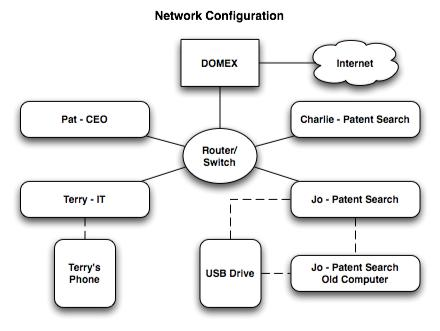 Network Configuration
DOMEX
Internet
Pat - CEO
Charlie - Patent Search
Router/
Switch
Terry - IT
Jo - Patent Search
Terry's
Phone
USB Drive
Jo - Patent Search
Old Computer